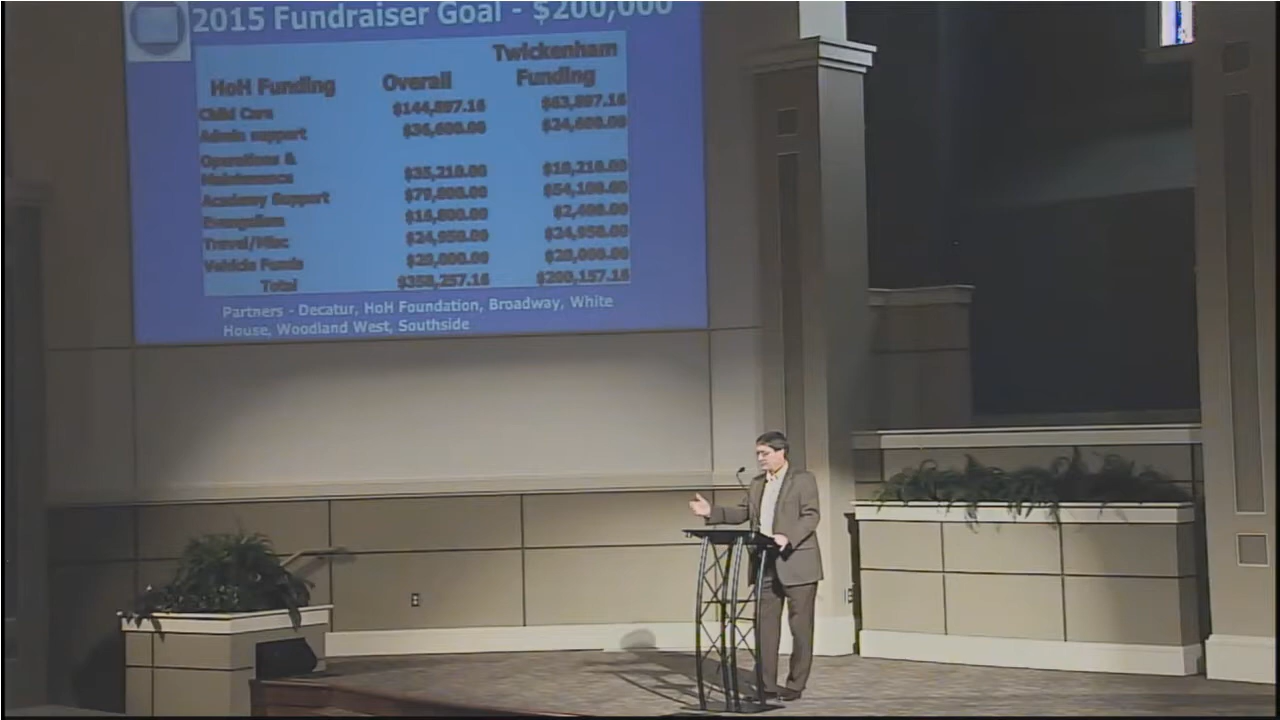 2015 Fundraiser Goal - $200,000
Twickenham
HoH Funding Overall Funding
Child Care $144,897.16 $63,897.16
Admin support $36,600.00 $24,600.00
Operations &
Maintenance $35,210.00 $10,210.00
Academy Support $79,800.00 $54,100.00
Evangelism $16,800.00 $2,400.00
Travel/Misc $24,950.00 $24,950.00
Vehicle Funds $20,000.00 $20,000.00
Total $358,257.16 $200,157.16
Partners - Decatur, HoH Foundation, Broadway, White
House, Woodland West, Southside